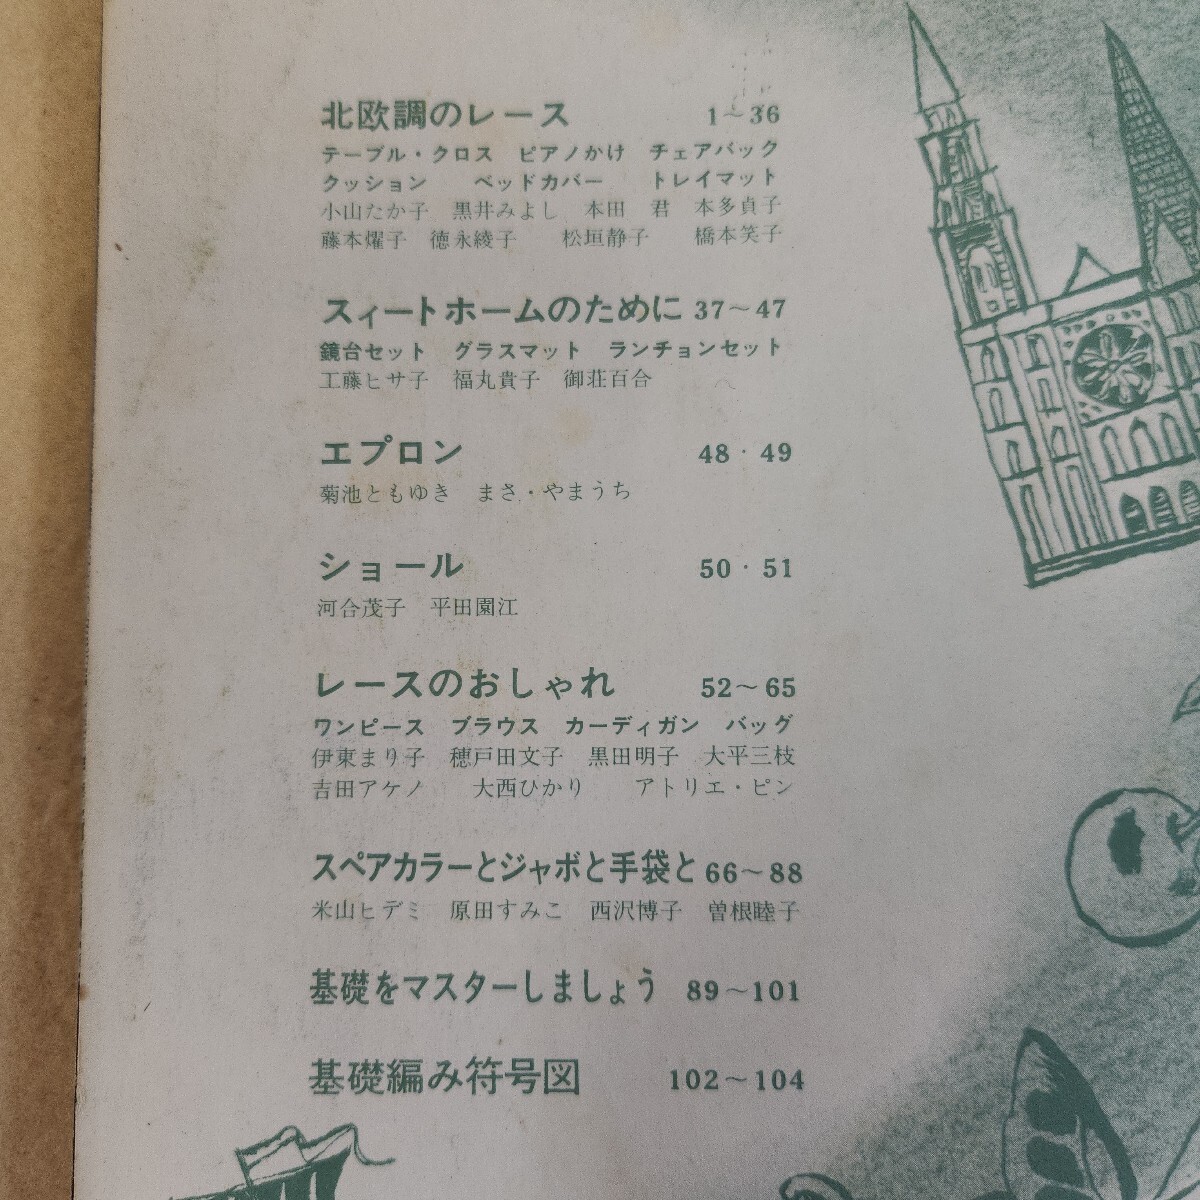 北欧調のレース 1〜36
テーブル・クロス ピアノかけ チェアバック
クッション ベッドカバー トレイマット
小山たか子 黒井みよし 本田 君 本多貞子
藤本燿子 徳永綾子 松垣静子 橋本笑子
スィートホームのために 37〜47
鏡台セット グラスマット ランチョンセット
工藤ヒサ子 福丸貴子 御荘百合
エプロン 48・49
菊池ともゆき まさ・やまうち
ショール 50・51
河合茂子 平田園江
レースのおしゃれ 52〜65
ワンピース ブラウス カーディガン バッグ
伊東まり子 穂戸田文子 黒田明子 大平三枝
吉田アケノ 大西ひかり アトリエ・ピン
スペアカラーとジャボと手袋と 66〜88
米山ヒデミ 原田すみこ 西沢博子 曽根睦子
基礎をマスターしましょう 89〜101
基礎編み符号図 102〜104